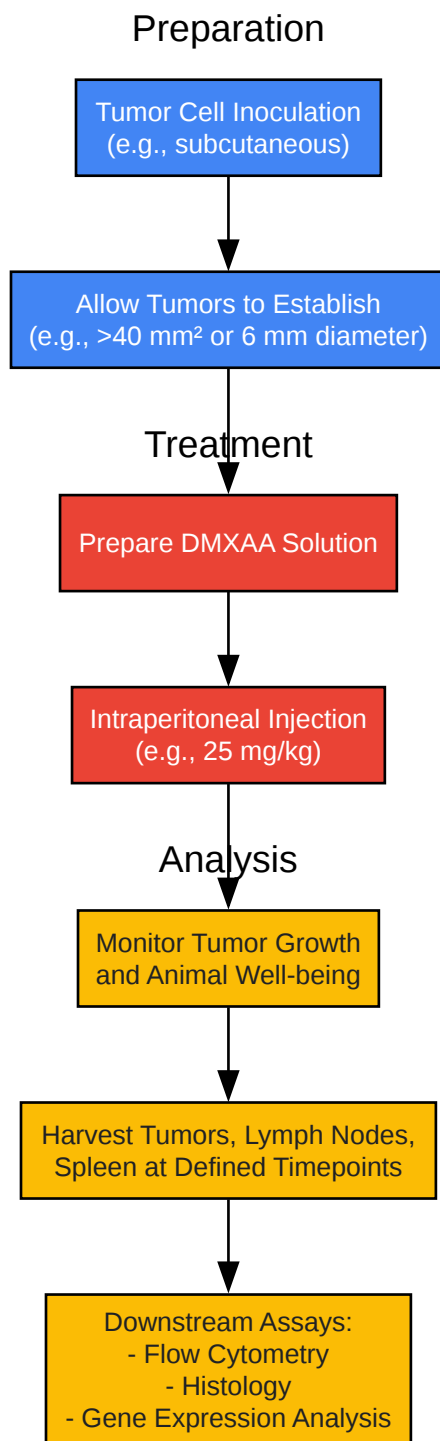 Preparation
Tumor Cell Inoculation
(e.g., subcutaneous)
Allow Tumors to Establish
(e.g., >40 mm² or 6 mm diameter)
Treatment
Prepare DMXAA Solution
Intraperitoneal Injection
(e.g., 25 mg/kg)
Analysis
Monitor Tumor Growth
and Animal Well-being
Harvest Tumors, Lymph Nodes,
Spleen at Defined Timepoints
Downstream Assays:
- Flow Cytometry
- Histology
- Gene Expression Analysis